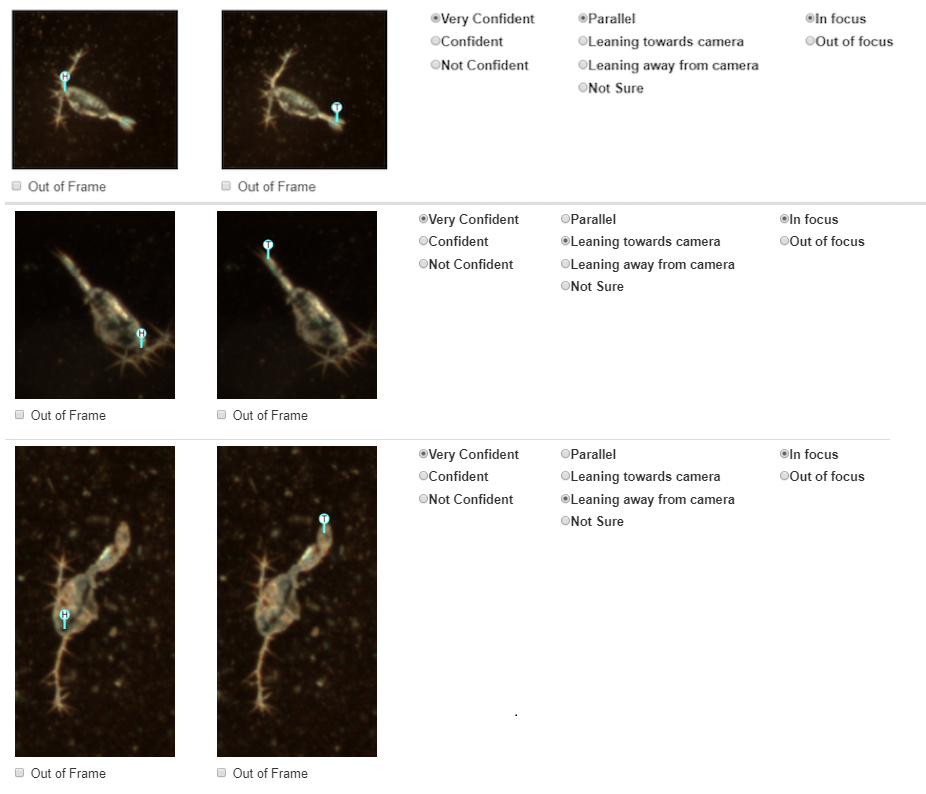 H
T
Very Confident Parallel In focus
Confident Leaning towards camera Out of focus
Not Confident Leaning away from camera
Not Sure
Out of Frame Out of Frame
Very Confident Parallel In focus
Confident Leaning towards camera Out of focus
Not Confident Leaning away from camera
Not Sure
T
H
Out of Frame Out of Frame
Very Confident Parallel In focus
Confident Leaning towards camera Out of focus
Not Confident Leaning away from camera
Not Sure
T
H
.
Out of Frame Out of Frame